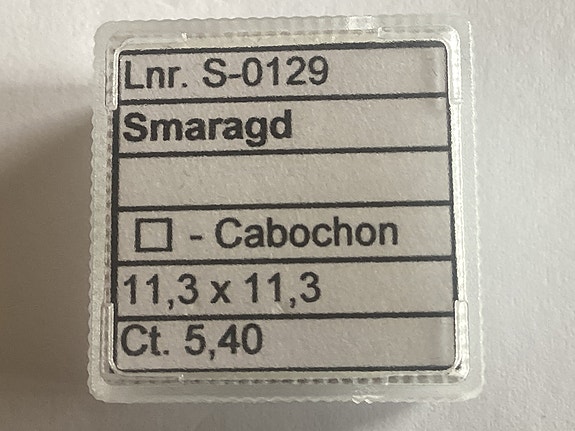 Lnr. S-0129
Smaragd
□ - Cabochon
11,3 x 11,3
Ct. 5,40